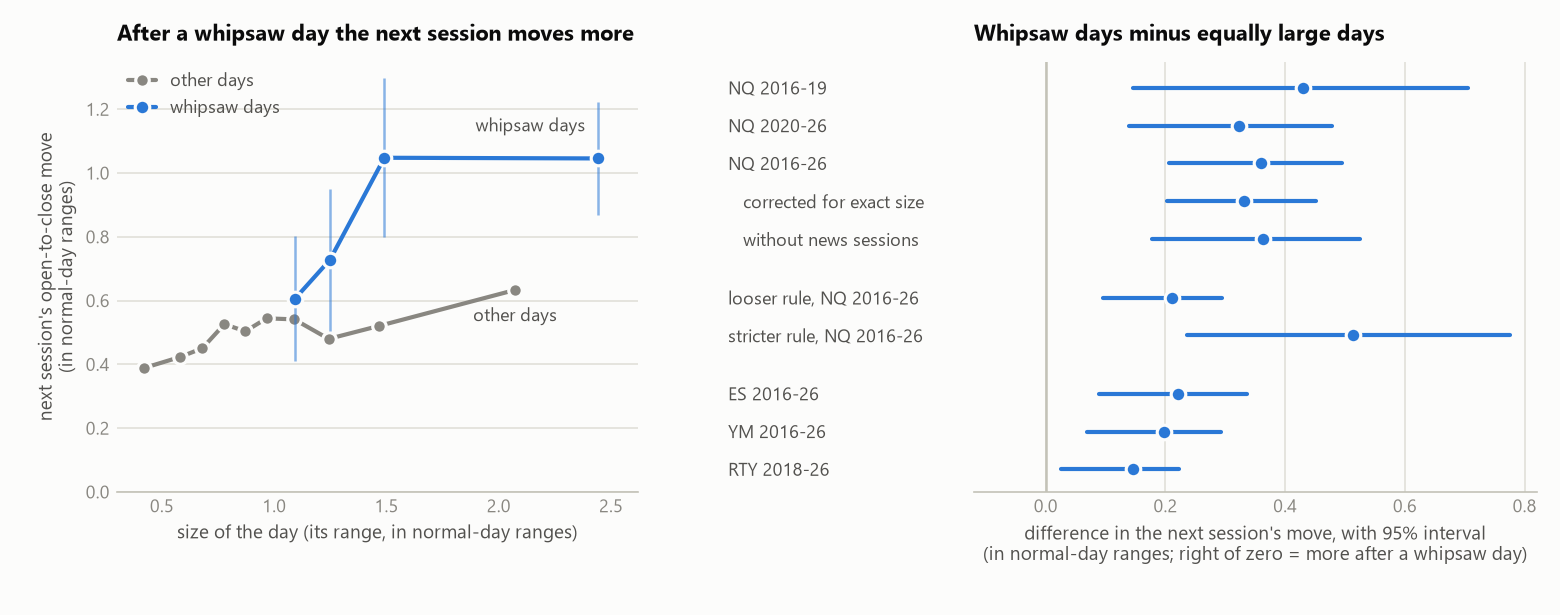 After a whipsaw day the next session moves more
other days
whipsaw days
whipsaw days
other days
next session's open-to-close move
(in normal-day ranges)
1.2
1.0
0.8
0.6
0.4
0.2
0.0
0.5
1.0
1.5
2.0
2.5
size of the day (its range, in normal-day ranges)
Whipsaw days minus equally large days
NQ 2016-19
NQ 2020-26
NQ 2016-26
corrected for exact size
without news sessions
looser rule, NQ 2016-26
stricter rule, NQ 2016-26
ES 2016-26
YM 2016-26
RTY 2018-26
0.0
0.2
0.4
0.6
0.8
difference in the next session's move, with 95% interval
(in normal-day ranges; right of zero = more after a whipsaw day)